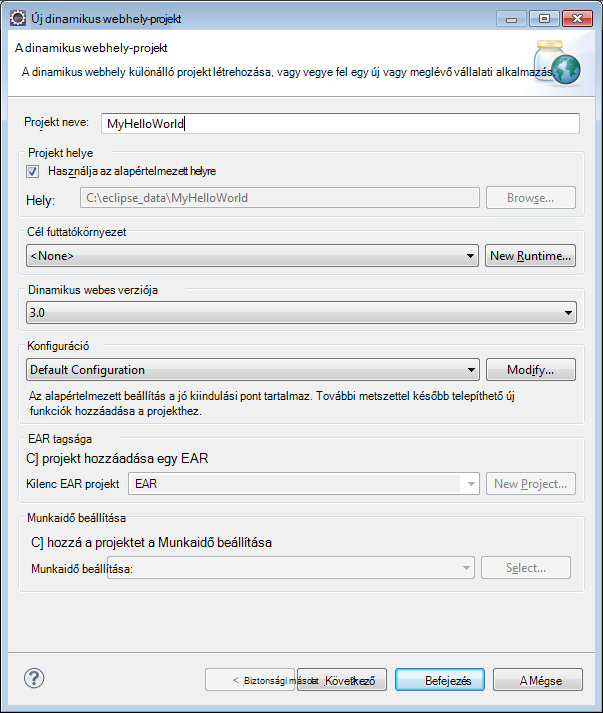 Új dinamikus webhely-projekt
A dinamikus webhely-projekt
A dinamikus webhely különálló projekt létrehozása, vagy vegye fel egy új vagy meglévő vállalati alkalmazás.
Projekt neve: MyHelloWorld
Projekt helye
Használja az alapértelmezett helyre
Hely: C:\eclipse_data\MyHelloWorld Browse...
Cél futtatókörnyezet
<None> New Runtime...
Dinamikus webes verziója
3.0
Konfiguráció
Default Configuration Modify...
Az alapértelmezett beállítás a jó kiindulási pont tartalmaz. További metszettel később telepíthető új
funkciók hozzáadása a projekthez.
EAR tagsága
C] projekt hozzáadása egy EAR
Kilenc EAR projekt EAR New Project...
Munkaidő beállítása
C] hozzá a projektet a Munkaidő beállítása
Munkaidő beállítása: Select...
< Biztonsági Következő Befejezés A Mégse